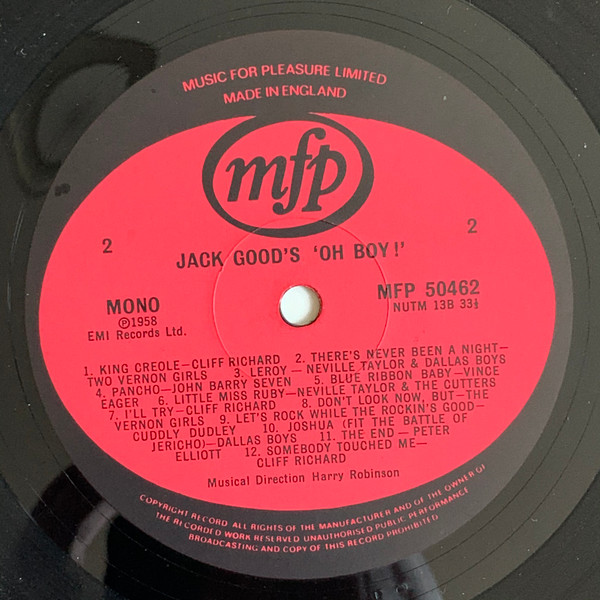 MUSIC FOR PLEASURE LIMITED
MADE IN ENGLAND
mfp
2 2
JACK GOOD'S 'OH BOY!'
MONO MFP 50462
Ⓟ1958 NUTM 13B 33⅓
EMI Records Ltd.
1. KING CREOLE—CLIFF RICHARD 2. THERE'S NEVER BEEN A NIGHT—
TWO VERNON GIRLS 3. LEROY — NEVILLE TAYLOR & DALLAS BOYS
4. PANCHO—JOHN BARRY SEVEN 5. BLUE RIBBON BABY—VINCE
EAGER 6. LITTLE MISS RUBY—NEVILLE TAYLOR & THE CUTTERS
7. I'LL TRY—CLIFF RICHARD 8. DON'T LOOK NOW, BUT—THE
VERNON GIRLS 9. LET'S ROCK WHILE THE ROCKIN'S GOOD—
CUDDLY DUDLEY 10. JOSHUA (FIT THE BATTLE OF
JERICHO)—DALLAS BOYS 11. THE END — PETER
ELLIOTT 12. SOMEBODY TOUCHED ME—
CLIFF RICHARD
Musical Direction Harry Robinson
COPYRIGHT RECORD ALL RIGHTS OF THE MANUFACTURER AND OF THE OWNER OF
THE RECORDED WORK RESERVED UNAUTHORISED PUBLIC PERFORMANCE
BROADCASTING AND COPY OF THIS RECORD PROHIBITED